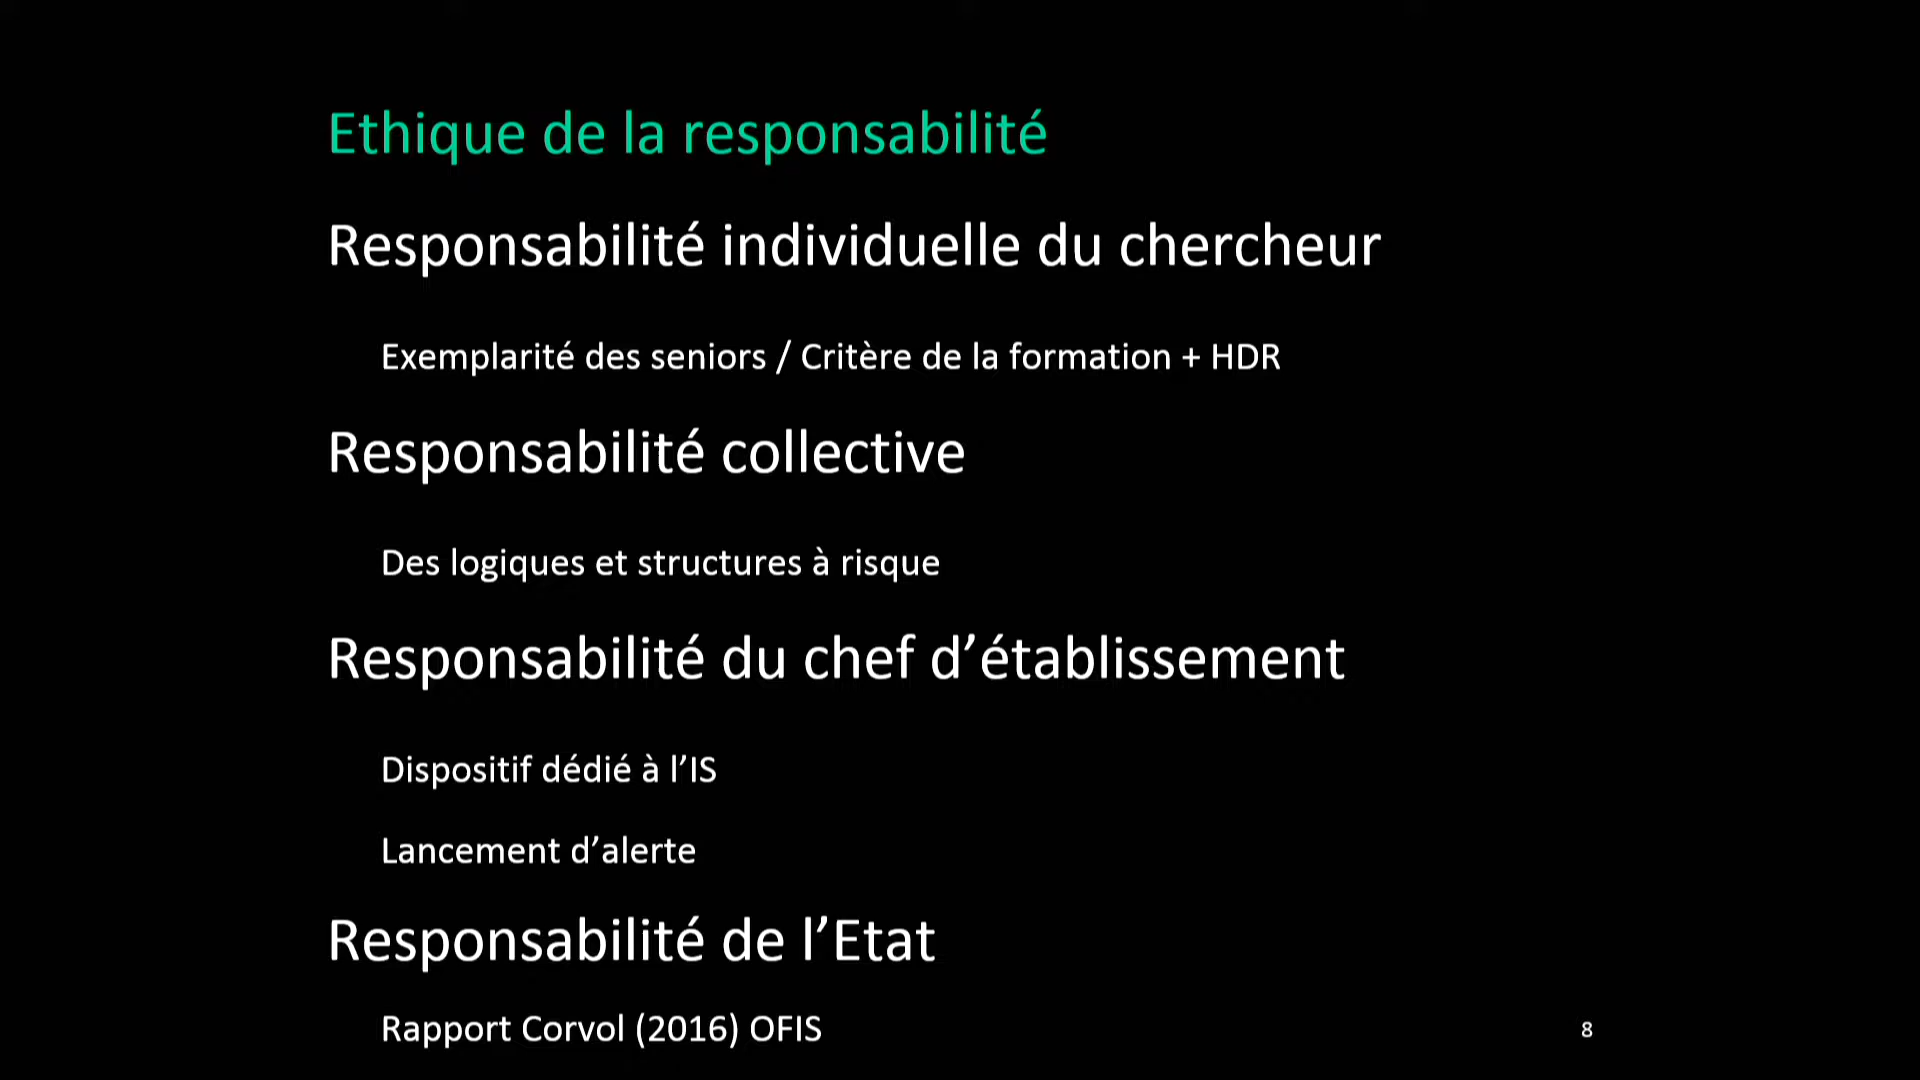 Ethique de la responsabilité
Responsabilité individuelle du chercheur
Exemplarité des seniors / Critère de la formation + HDR
Responsabilité collective
Des logiques et structures à risque
Responsabilité du chef d’établissement
Dispositif dédié à l’IS
Lancement d’alerte
Responsabilité de l’Etat
Rapport Corvol (2016) OFIS
8